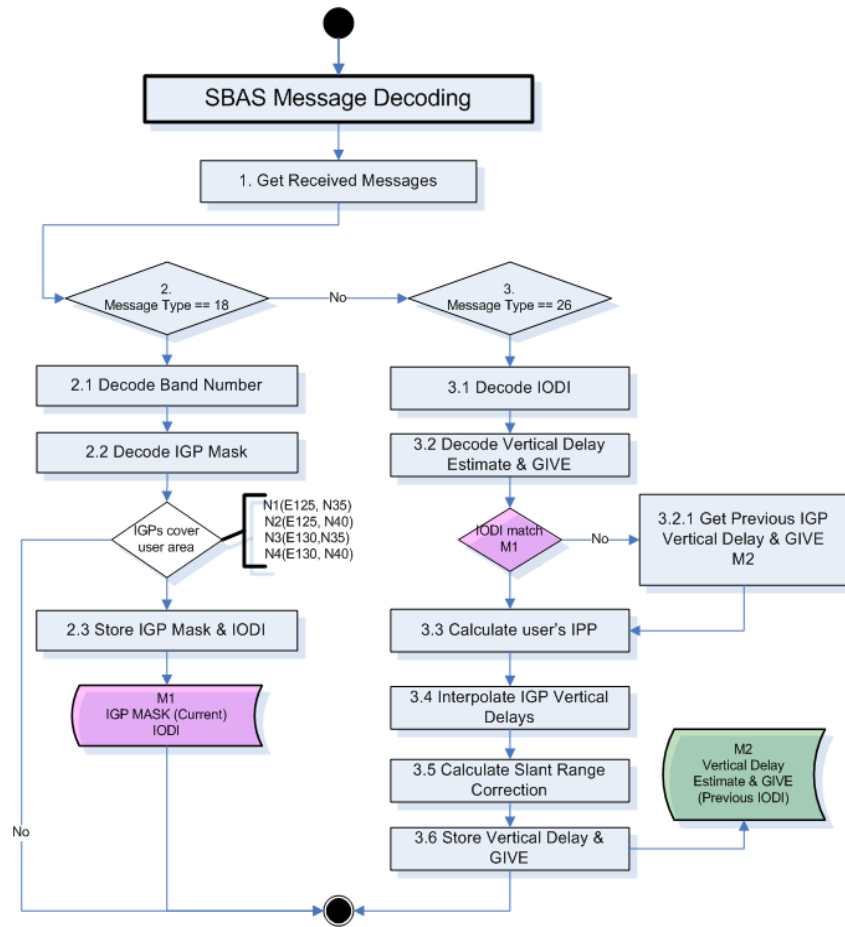 SBAS Message Decoding
1. Get Received Messages
2.
Message Type == 18
No
3.
Message Type == 26
2.1 Decode Band Number
2.2 Decode IGP Mask
IGPs cover
user area
N1(E125, N35)
N2(E125, N40)
N3(E130,N35)
N4(E130, N40)
2.3 Store IGP Mask & IODI
M1
IGP MASK (Current)
IODI
No
3.1 Decode IODI
3.2 Decode Vertical Delay
Estimate & GIVE
IODI match
M1
No
3.2.1 Get Previous IGP
Vertical Delay & GIVE
M2
3.3 Calculate user's IPP
3.4 Interpolate IGP Vertical
Delays
3.5 Calculate Slant Range
Correction
3.6 Store Vertical Delay &
GIVE
M2
Vertical Delay
Estimate & GIVE
(Previous IODI)